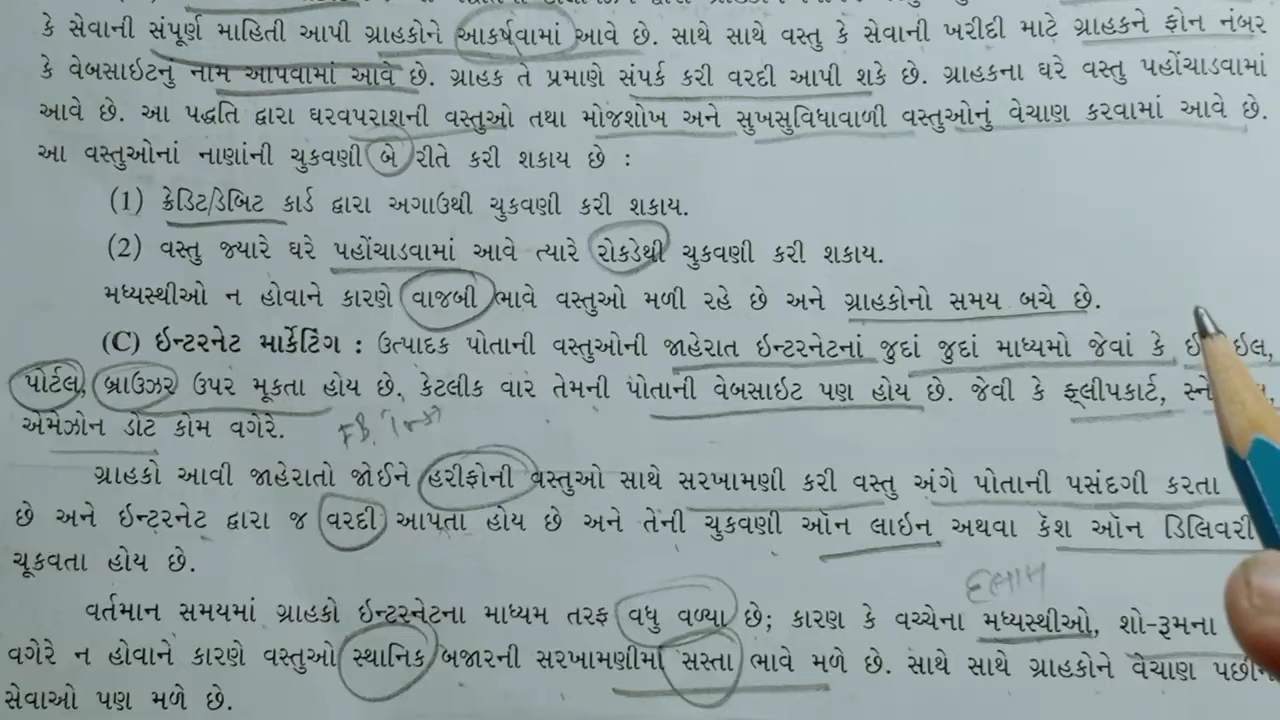 કે સેવાની સંપૂર્ણ માહિતી આપી ગ્રાહકોને આકર્ષવામાં આવે છે. સાથે સાથે વસ્તુ કે સેવાની ખરીદી માટે ગ્રાહકને ફોન નંબર
કે વેબસાઇટનું નામ આપવામાં આવે છે. ગ્રાહક તે પ્રમાણે સંપર્ક કરી વરદી આપી શકે છે. ગ્રાહકના ઘરે વસ્તુ પહોંચાડવામાં
આવે છે. આ પદ્ધતિ દ્વારા ઘરવપરાશની વસ્તુઓ તથા મોજશોખ અને સુખસુવિધાવાળી વસ્તુઓનું વેચાણ કરવામાં આવે છે.
આ વસ્તુઓનાં નાણાંની ચુકવણી બે રીતે કરી શકાય છે :
(1) ક્રેડિટ/ડેબિટ કાર્ડ દ્વારા અગાઉથી ચુકવણી કરી શકાય.
(2) વસ્તુ જ્યારે ઘરે પહોંચાડવામાં આવે ત્યારે રોકડેથી ચુકવણી કરી શકાય.
મધ્યસ્થીઓ ન હોવાને કારણે વાજબી ભાવે વસ્તુઓ મળી રહે છે અને ગ્રાહકોનો સમય બચે છે.
(C) ઇન્ટરનેટ માર્કેટિંગ : ઉત્પાદક પોતાની વસ્તુઓની જાહેરાત ઇન્ટરનેટનાં જુદાં જુદાં માધ્યમો જેવાં કે
પોર્ટલ, બ્રાઉઝર ઉપર મૂકતા હોય છે. કેટલીક વાર તેમની પોતાની વેબસાઇટ પણ હોય છે. જેવી કે ફ્લીપકાર્ટ,
એમેઝોન ડોટ કોમ વગેરે. FB.
ગ્રાહકો આવી જાહેરાતો જોઈને હરીફોની વસ્તુઓ સાથે સરખામણી કરી વસ્તુ અંગે પોતાની પસંદગી કરતા
છે અને ઇન્ટરનેટ દ્વારા જ વરદી આપતા હોય છે અને તેની ચુકવણી ઑન લાઇન અથવા કૅશ ઑન ડિલિવરી
ચૂકવતા હોય છે.
દલાલ
વર્તમાન સમયમાં ગ્રાહકો ઇન્ટરનેટના માધ્યમ તરફ વધુ વળ્યા છે; કારણ કે વચ્ચેના મધ્યસ્થીઓ, શો-રૂમના
વગેરે ન હોવાને કારણે વસ્તુઓ સ્થાનિક બજારની સરખામણીમાં સસ્તા ભાવે મળે છે. સાથે સાથે ગ્રાહકોને વેચાણ પછીની
સેવાઓ પણ મળે છે.